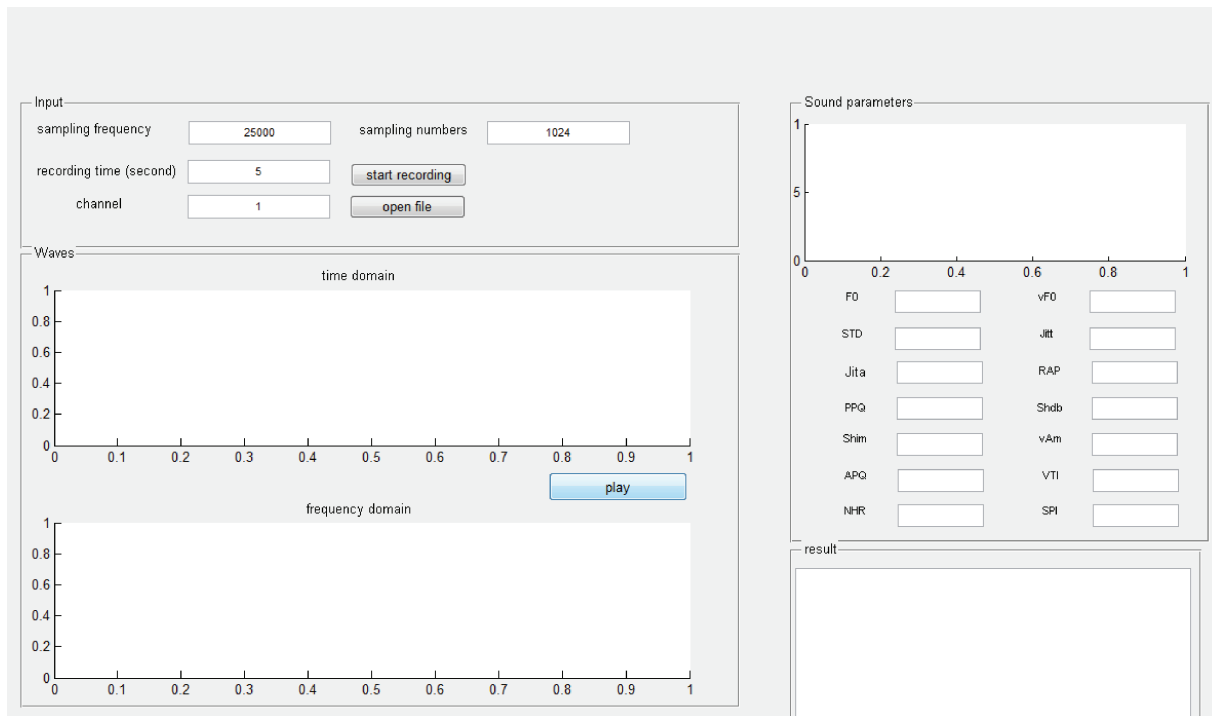 Input
sampling frequency 25000 sampling numbers 1024
recording time (second) 5 start recording
channel 1 open file
Waves
time domain
1
0.8
0.6
0.4
0.2
0
0 0.1 0.2 0.3 0.4 0.5 0.6 0.7 0.8 0.9 1
play
frequency domain
1
0.8
0.6
0.4
0.2
0
0 0.1 0.2 0.3 0.4 0.5 0.6 0.7 0.8 0.9 1
Sound parameters
1
5
0
0 0.2 0.4 0.6 0.8 1
F0 vF0
STD Jitt
Jita RAP
PPQ Shdb
Shim vAm
APQ VTI
NHR SPI
result